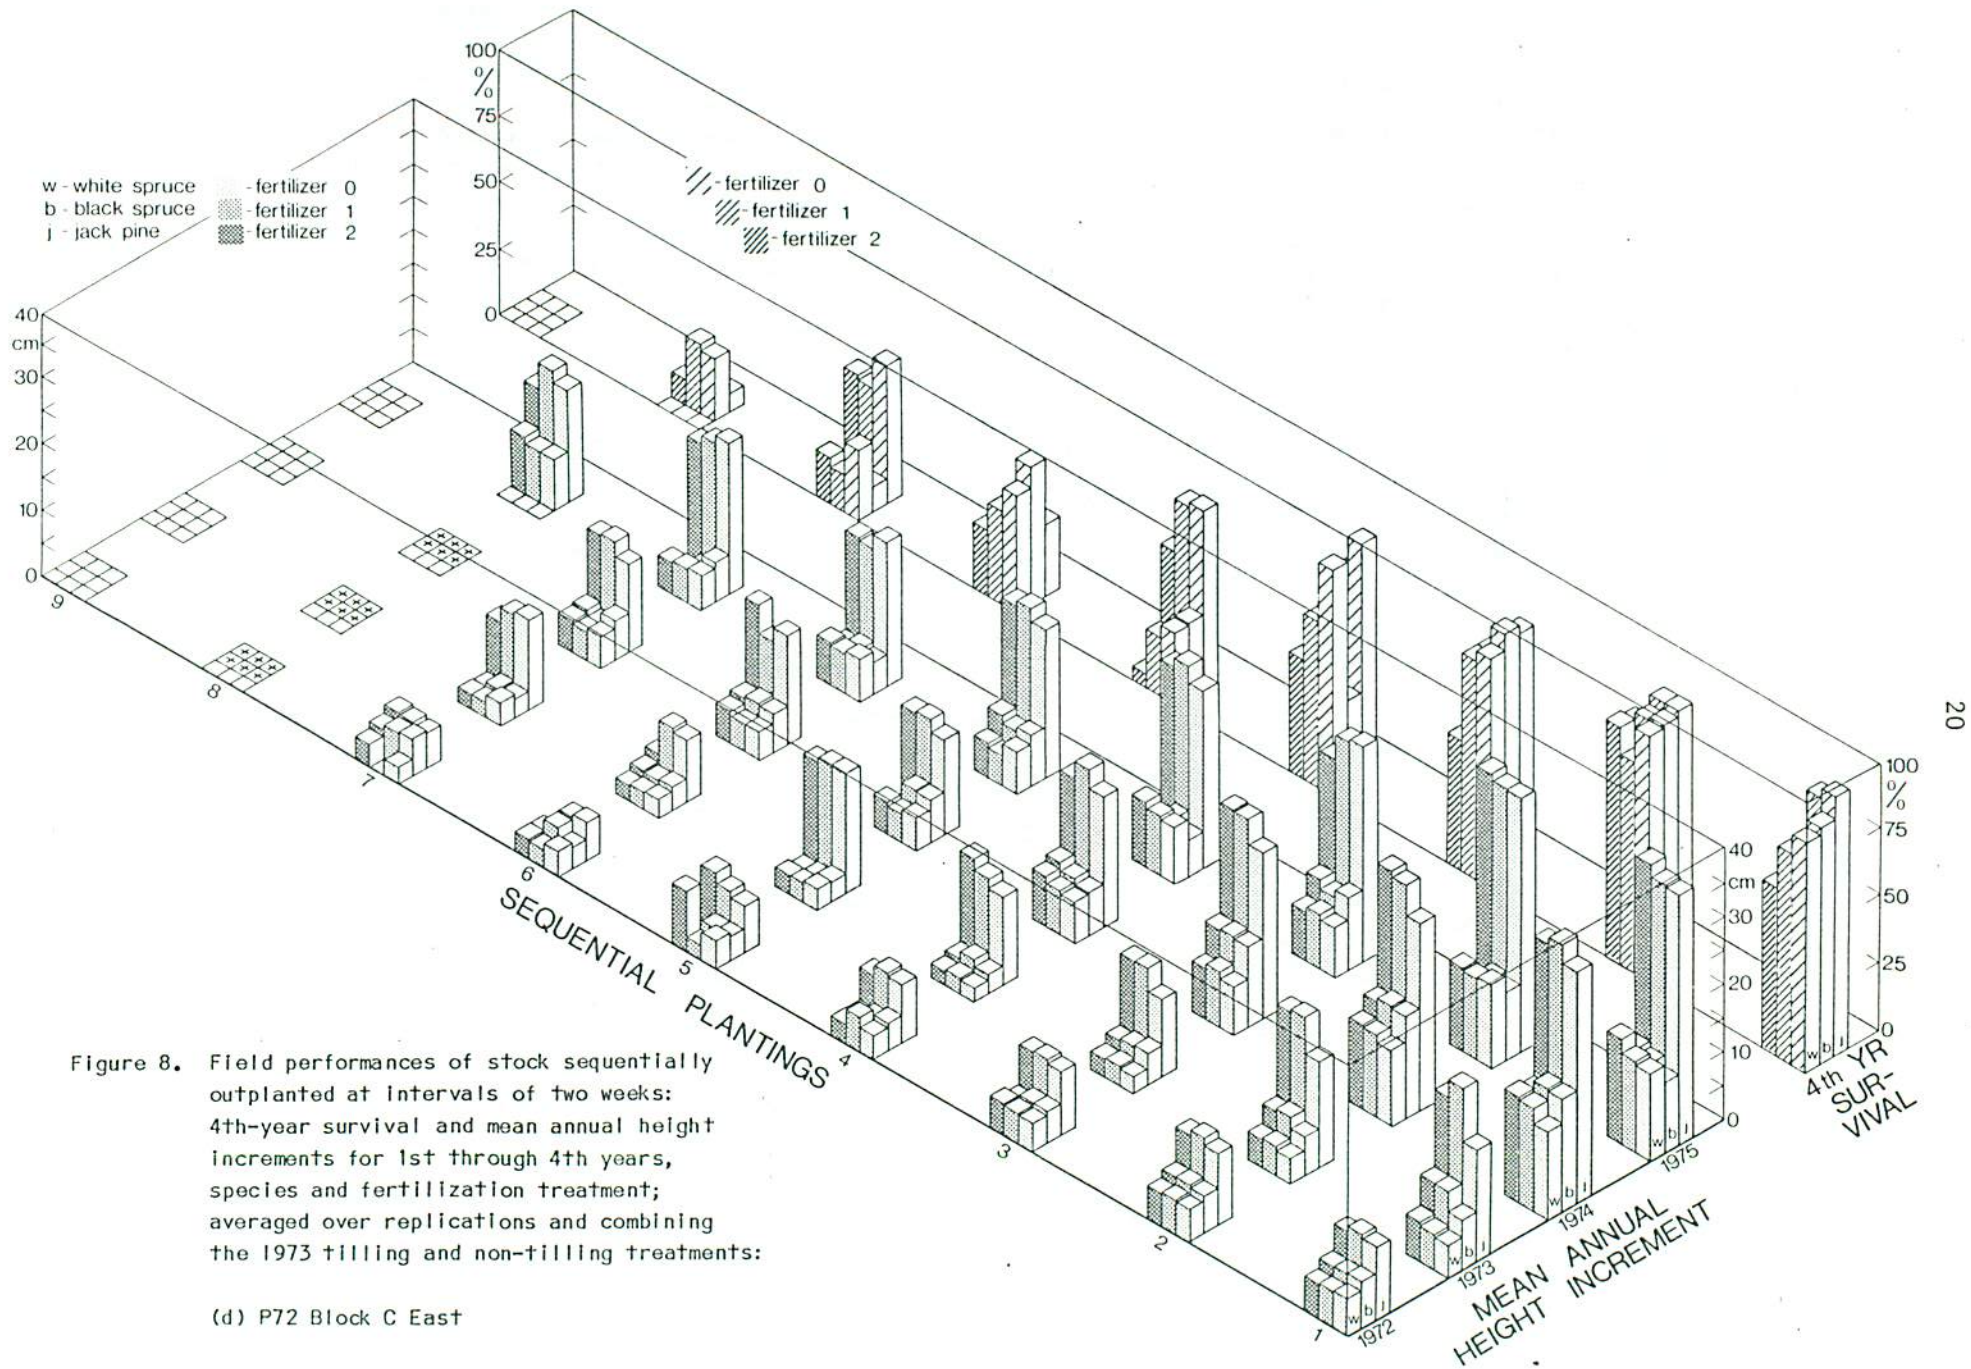 100
%
75
50
25
0
w - white spruce
b - black spruce
j - jack pine
-fertilizer 0
-fertilizer 1
-fertilizer 2
-fertilizer 0
-fertilizer 1
-fertilizer 2
40
cm
30
20
10
0
9
8
7
6
5
4
3
2
1
SEQUENTIAL PLANTINGS
20
100
%
75
50
25
0
40
cm
30
20
10
0
w b j
4th YR
SUR-
VIVAL
w b j
1975
w b j
1974
w b j
1973
w b j
1972
MEAN ANNUAL
HEIGHT INCREMENT
Figure 8. Field performances of stock sequentially
outplanted at intervals of two weeks:
4th-year survival and mean annual height
increments for 1st through 4th years,
species and fertilization treatment;
averaged over replications and combining
the 1973 tilling and non-tilling treatments:
(d) P72 Block C East